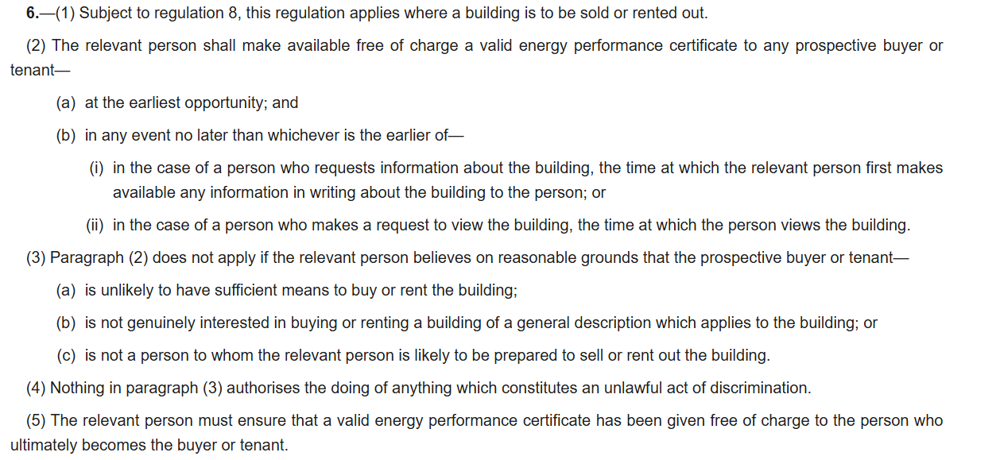 6.—(1) Subject to regulation 8, this regulation applies where a building is to be sold or rented out.
(2) The relevant person shall make available free of charge a valid energy performance certificate to any prospective buyer or
tenant—
(a) at the earliest opportunity; and
(b) in any event no later than whichever is the earlier of—
(i) in the case of a person who requests information about the building, the time at which the relevant person first makes
available any information in writing about the building to the person; or
(ii) in the case of a person who makes a request to view the building, the time at which the person views the building.
(3) Paragraph (2) does not apply if the relevant person believes on reasonable grounds that the prospective buyer or tenant—
(a) is unlikely to have sufficient means to buy or rent the building;
(b) is not genuinely interested in buying or renting a building of a general description which applies to the building; or
(c) is not a person to whom the relevant person is likely to be prepared to sell or rent out the building.
(4) Nothing in paragraph (3) authorises the doing of anything which constitutes an unlawful act of discrimination.
(5) The relevant person must ensure that a valid energy performance certificate has been given free of charge to the person who
ultimately becomes the buyer or tenant.